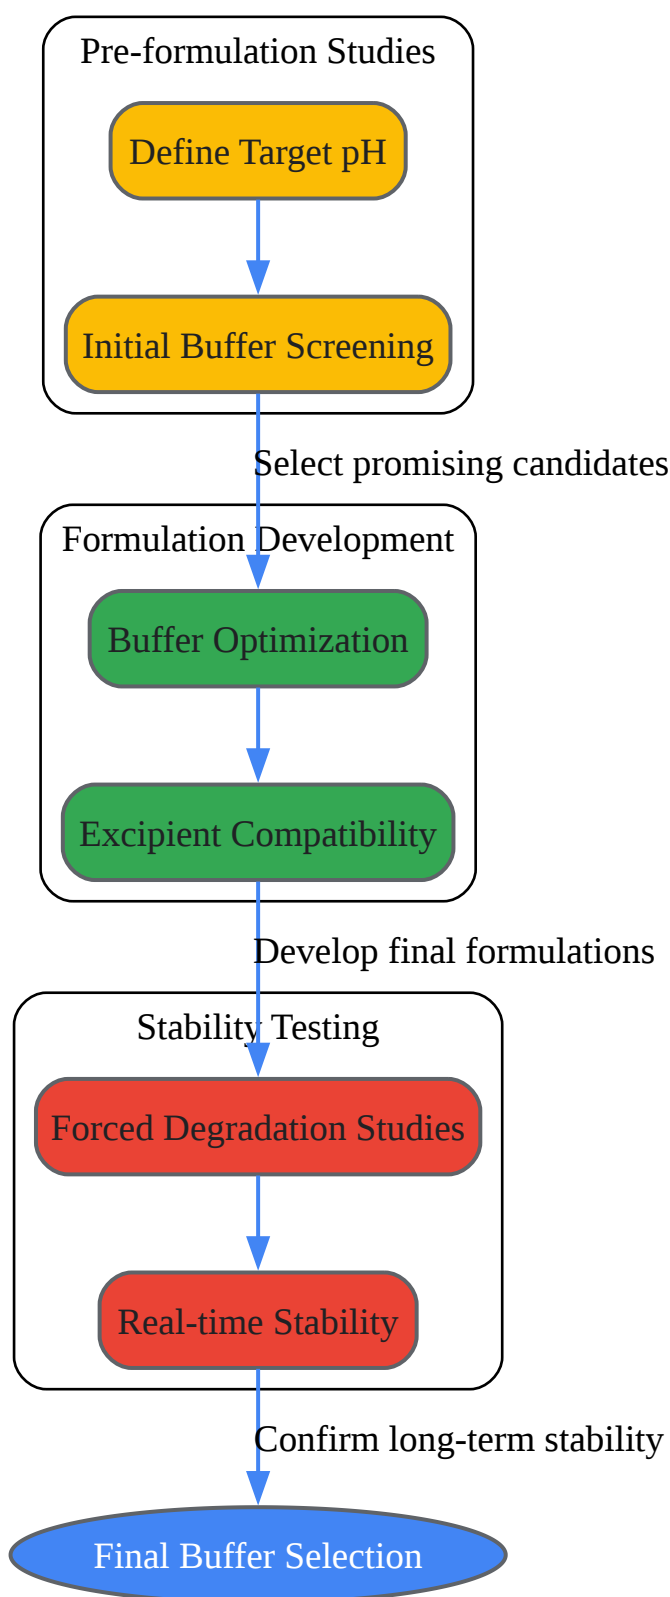 Pre-formulation Studies
Define Target pH
Initial Buffer Screening
Select promising candidates
Formulation Development
Buffer Optimization
Excipient Compatibility
Develop final formulations
Stability Testing
Forced Degradation Studies
Real-time Stability
Confirm long-term stability
Final Buffer Selection